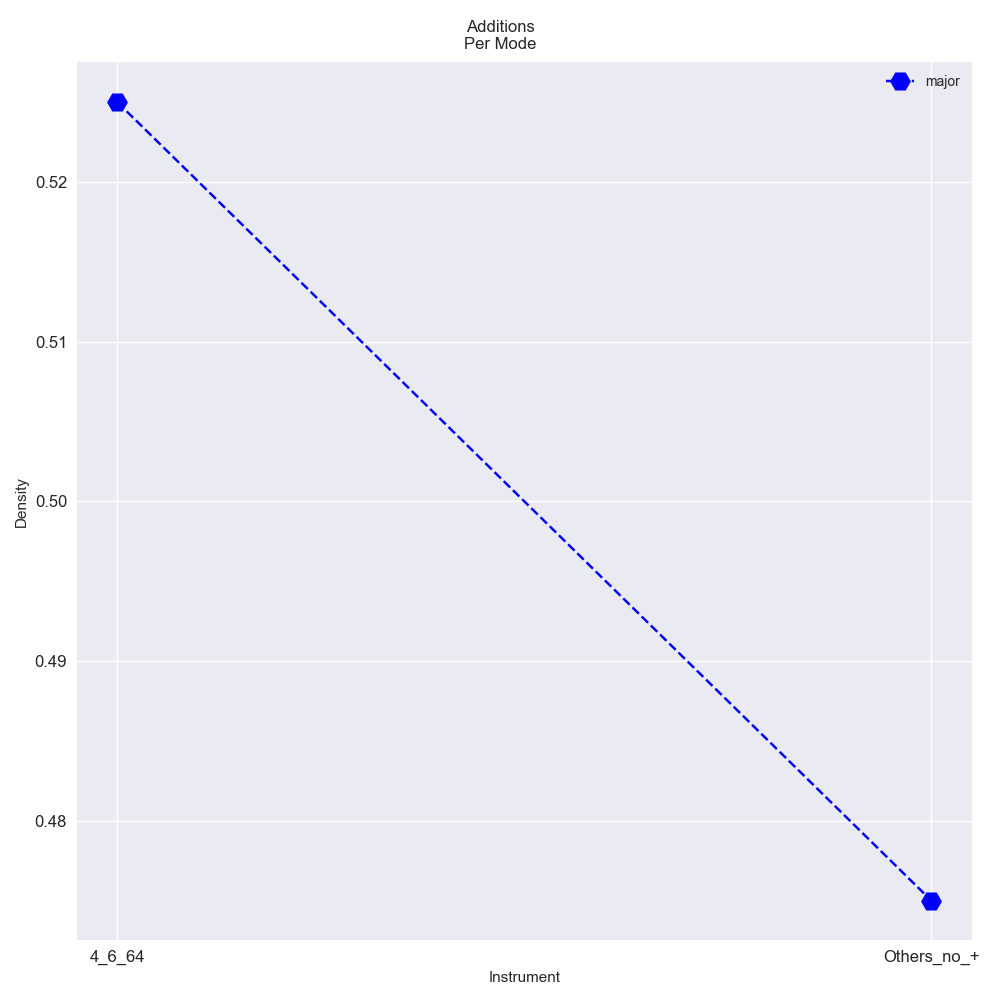 Additions
Per Mode
major
0.52
0.51
0.50
0.49
0.48
Density
4_6_64
Others_no_+
Instrument